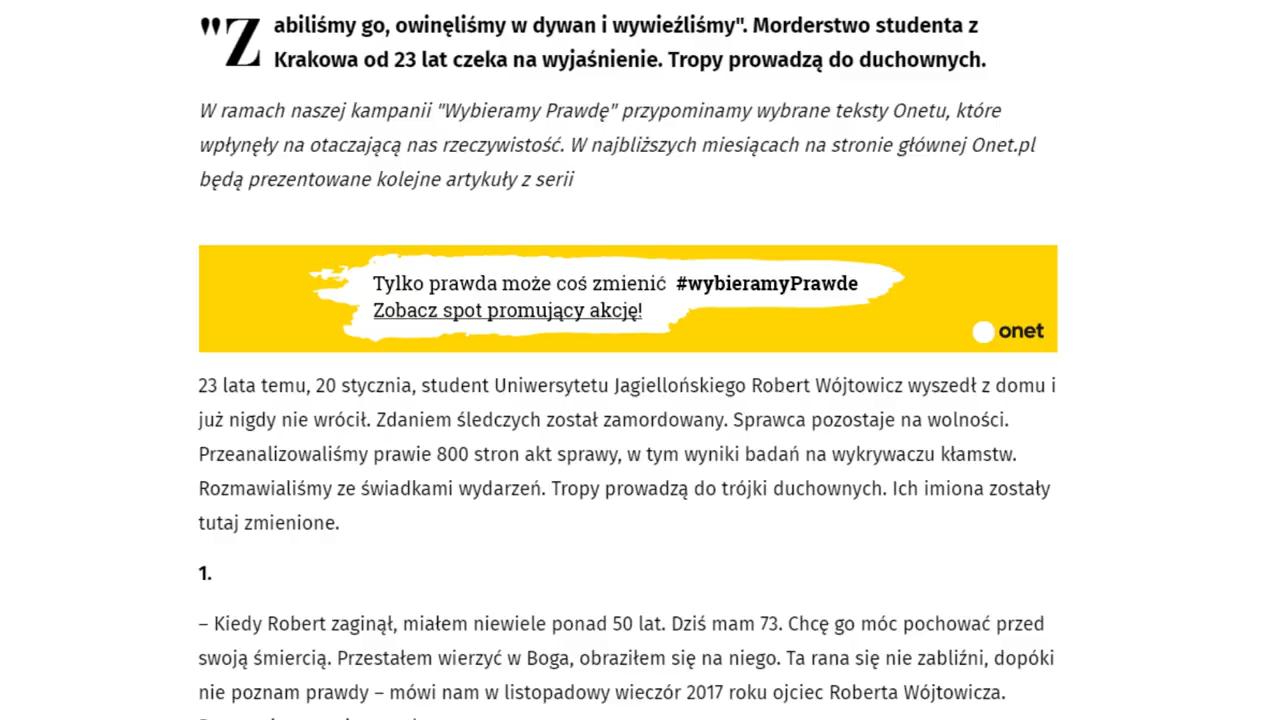 "Zabiliśmy go, owinęliśmy w dywan i wywieźliśmy". Morderstwo studenta z
Krakowa od 23 lat czeka na wyjaśnienie. Tropy prowadzą do duchownych.
W ramach naszej kampanii "Wybieramy Prawdę" przypominamy wybrane teksty Onetu, które
wpłynęły na otaczającą nas rzeczywistość. W najbliższych miesiącach na stronie głównej Onet.pl
będą prezentowane kolejne artykuły z serii
Tylko prawda może coś zmienić #wybieramyPrawde
Zobacz spot promujący akcję!
onet
23 lata temu, 20 stycznia, student Uniwersytetu Jagiellońskiego Robert Wójtowicz wyszedł z domu i
już nigdy nie wrócił. Zdaniem śledczych został zamordowany. Sprawca pozostaje na wolności.
Przeanalizowaliśmy prawie 800 stron akt sprawy, w tym wyniki badań na wykrywaczu kłamstw.
Rozmawialiśmy ze świadkami wydarzeń. Tropy prowadzą do trójki duchownych. Ich imiona zostały
tutaj zmienione.
1.
– Kiedy Robert zaginął, miałem niewiele ponad 50 lat. Dziś mam 73. Chcę go móc pochować przed
swoją śmiercią. Przestałem wierzyć w Boga, obraziłem się na niego. Ta rana się nie zabliźni, dopóki
nie poznam prawdy – mówi nam w listopadowy wieczór 2017 roku ojciec Roberta Wójtowicza.